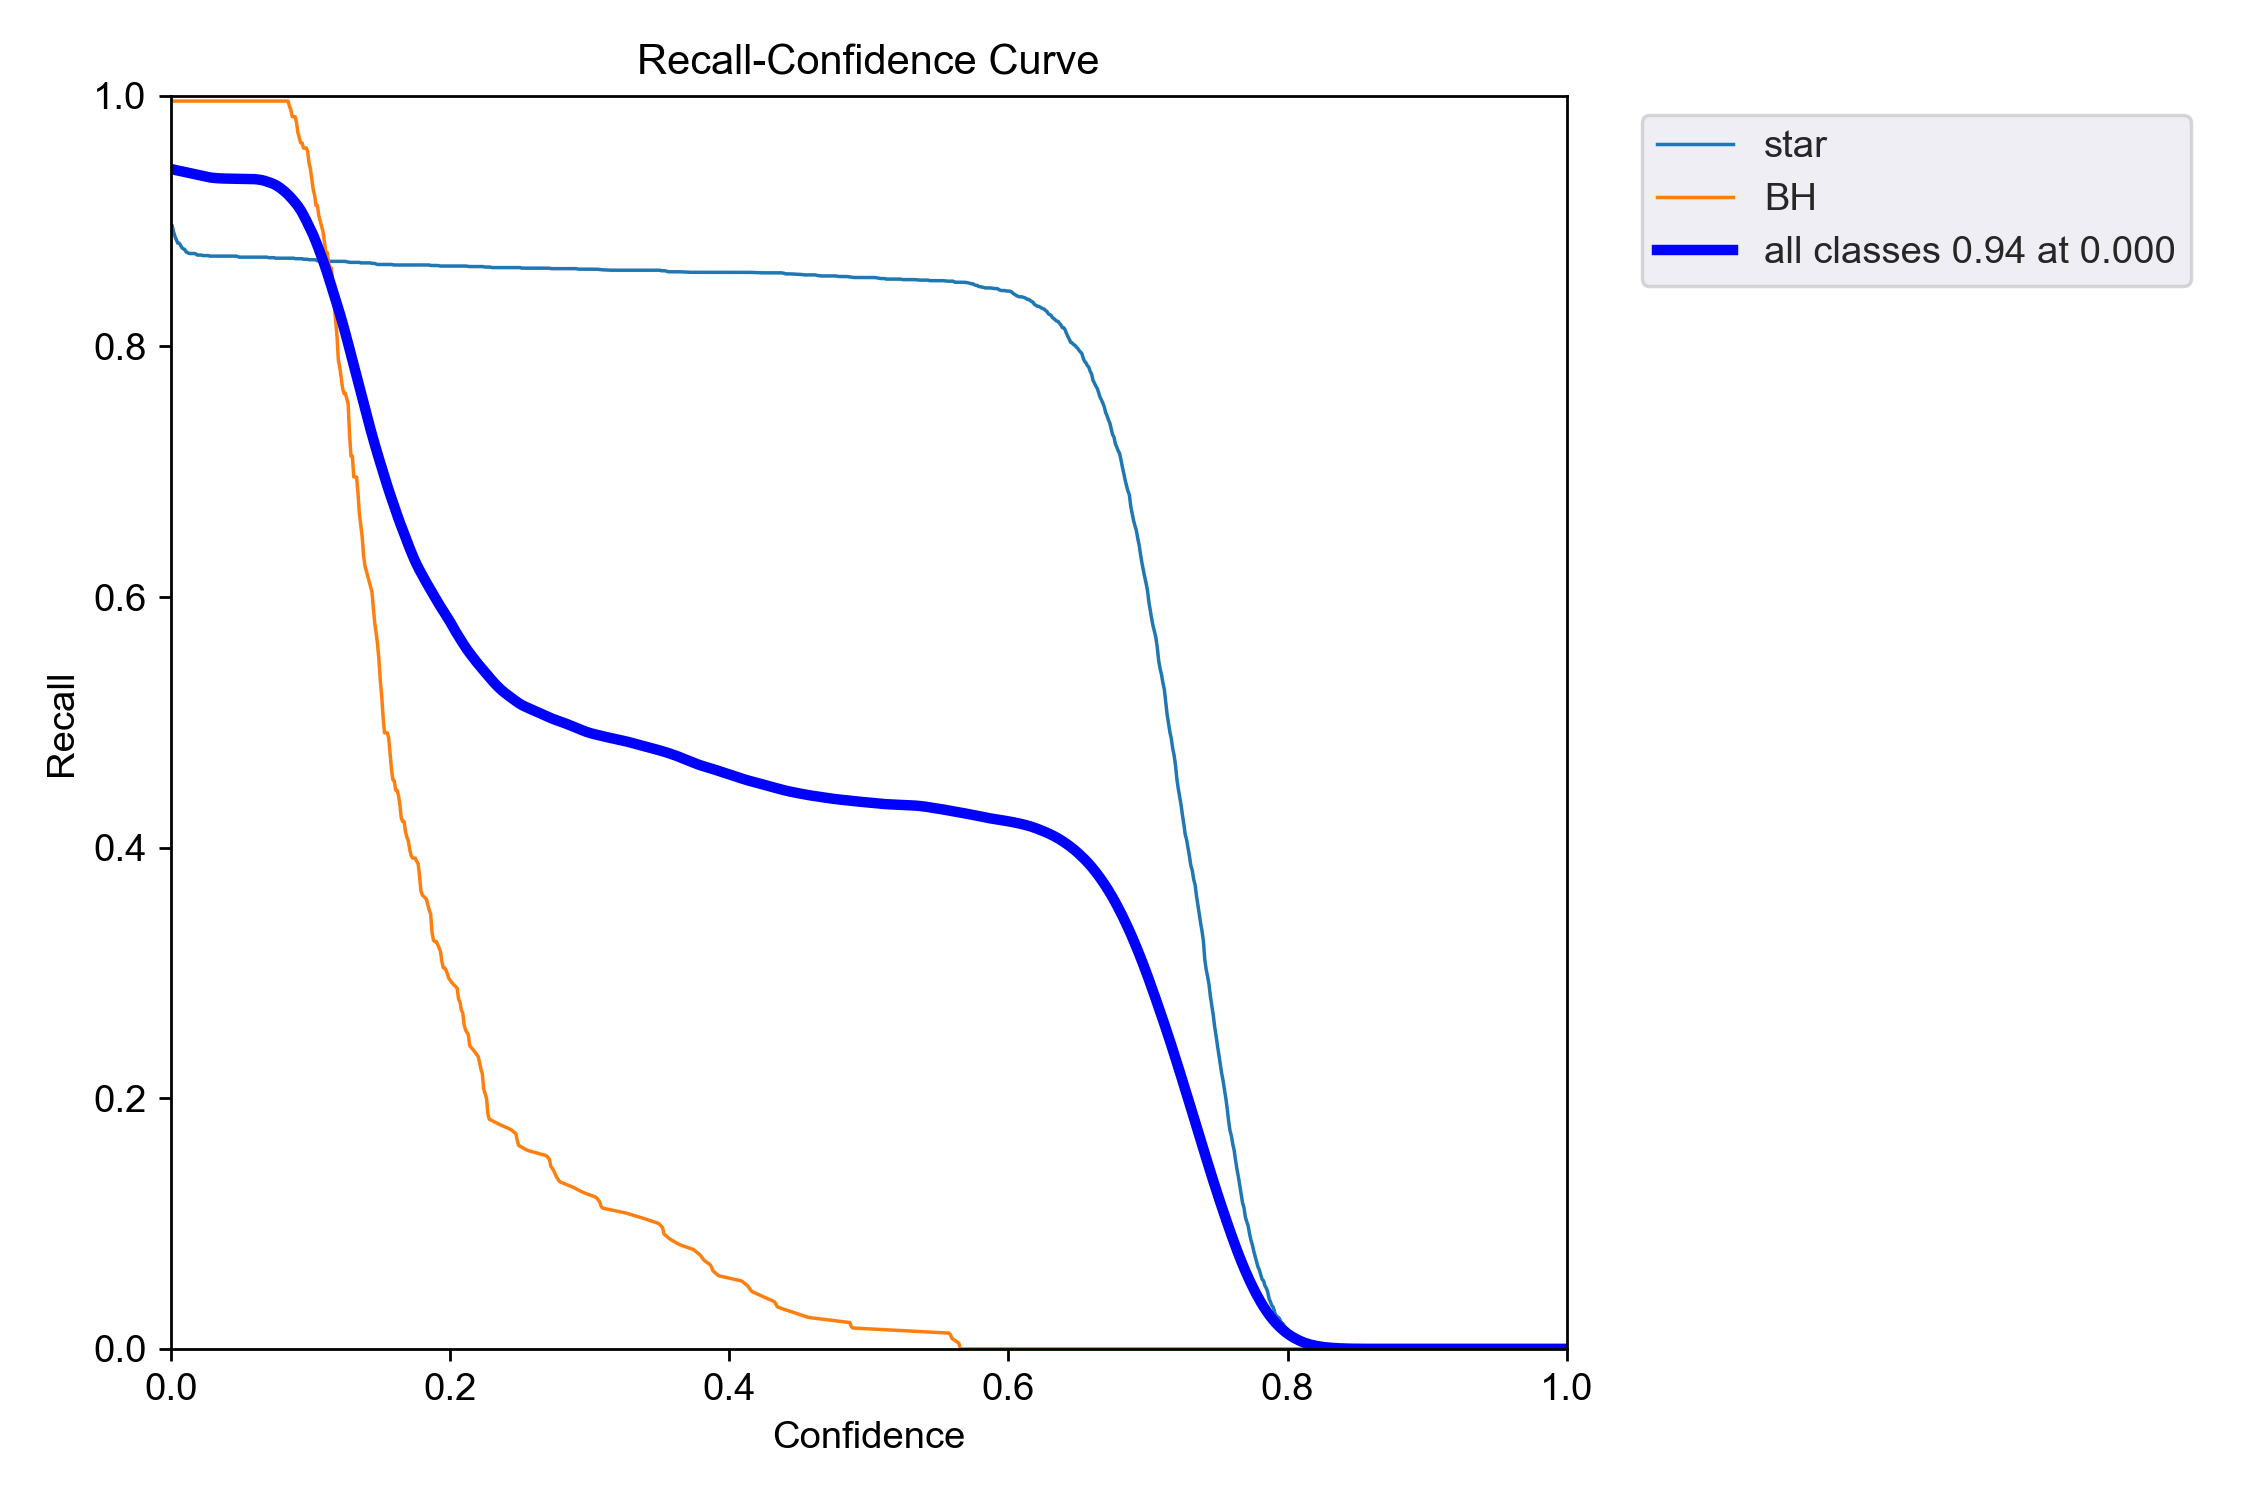 Recall-Confidence Curve
1.0
0.8
0.6
0.4
0.2
0.0
Recall
0.0 0.2 0.4 0.6 0.8 1.0
Confidence
star
BH
all classes 0.94 at 0.000